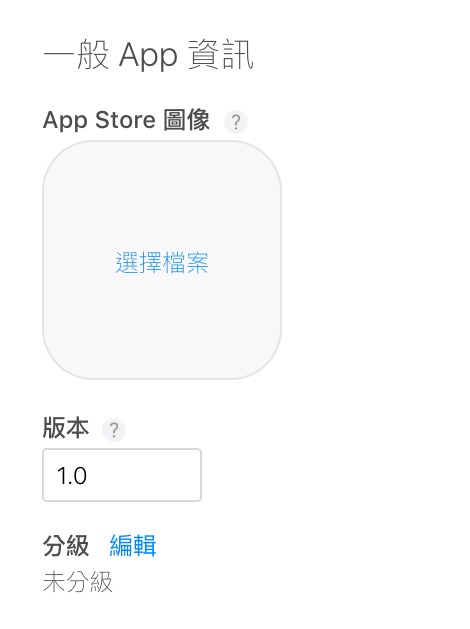 一般 App 資訊
App Store 圖像 ?
選擇檔案
版本 ?
1.0
分級 編輯
未分級